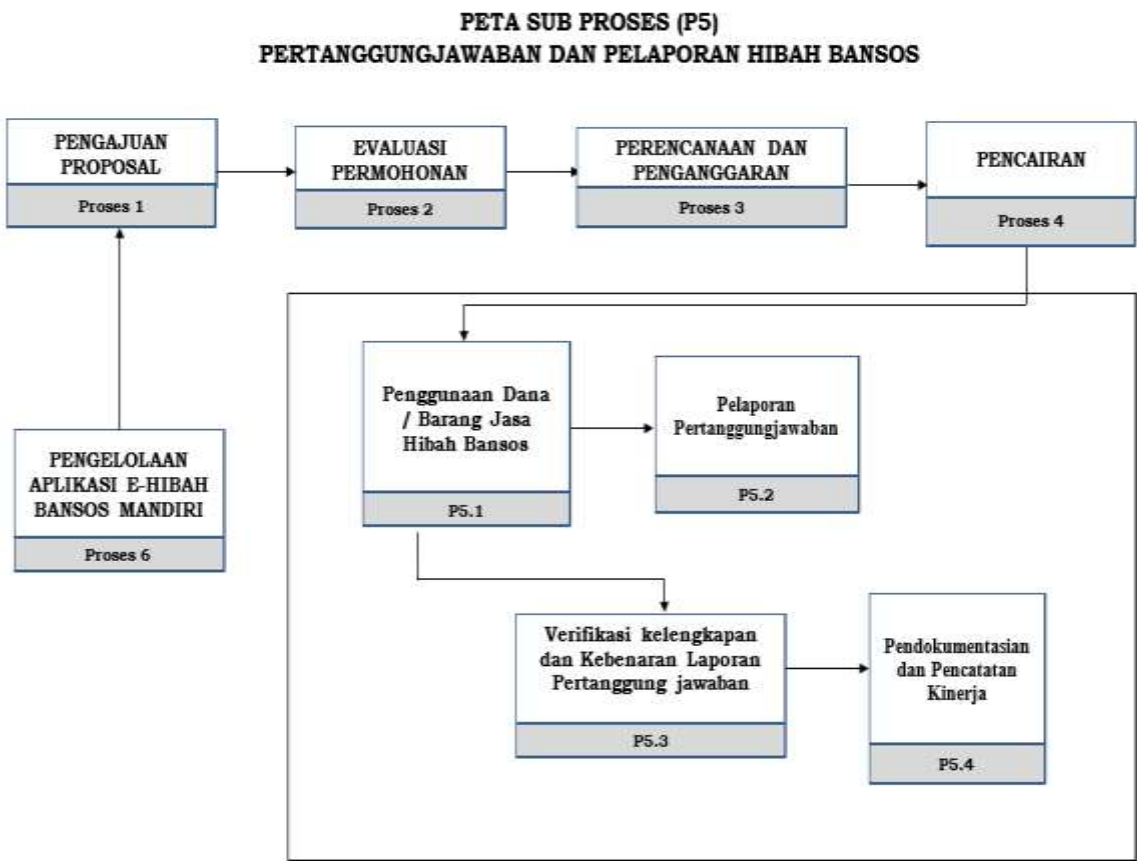 PETA SUB PROSES (P5)
PERTANGGUNGJAWABAN DAN PELAPORAN HIBAH BANSOS
PENGAJUAN
PROPOSAL
Proses 1
EVALUASI
PERMOHONAN
Proses 2
PERENCANAAN DAN
PENGANGGARAN
Proses 3
PENCAIRAN
Proses 4
Penggunaan Dana
/ Barang Jasa
Hibah Bansos
P5.1
Pelaporan
Pertanggungjawaban
P5.2
PENGELOLAAN
APLIKASI E-HIBAH
BANSOS MANDIRI
Proses 6
Verifikasi kelengkapan
dan Kebenaran Laporan
Pertanggung jawaban
P5.3
Pendokumentasian
dan Pencatatan
Kinerja
P5.4